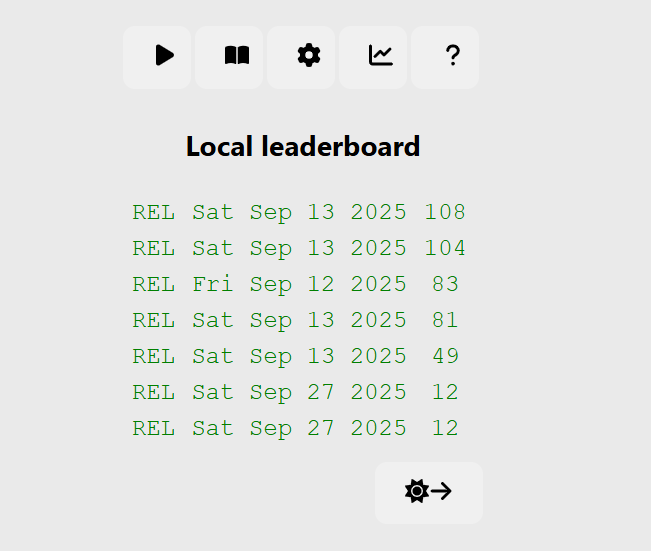 ?
Local leaderboard
REL Sat Sep 13 2025 108
REL Sat Sep 13 2025 104
REL Fri Sep 12 2025 83
REL Sat Sep 13 2025 81
REL Sat Sep 13 2025 49
REL Sat Sep 27 2025 12
REL Sat Sep 27 2025 12